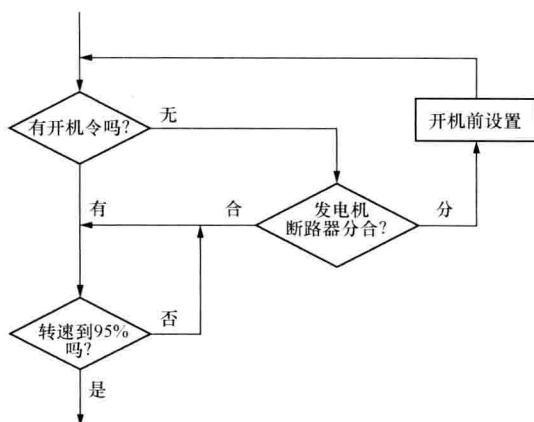 有开机令吗?
无
开机前设置
有
合
发电机
断路器分合?
分
转速到95%
吗?
否
是